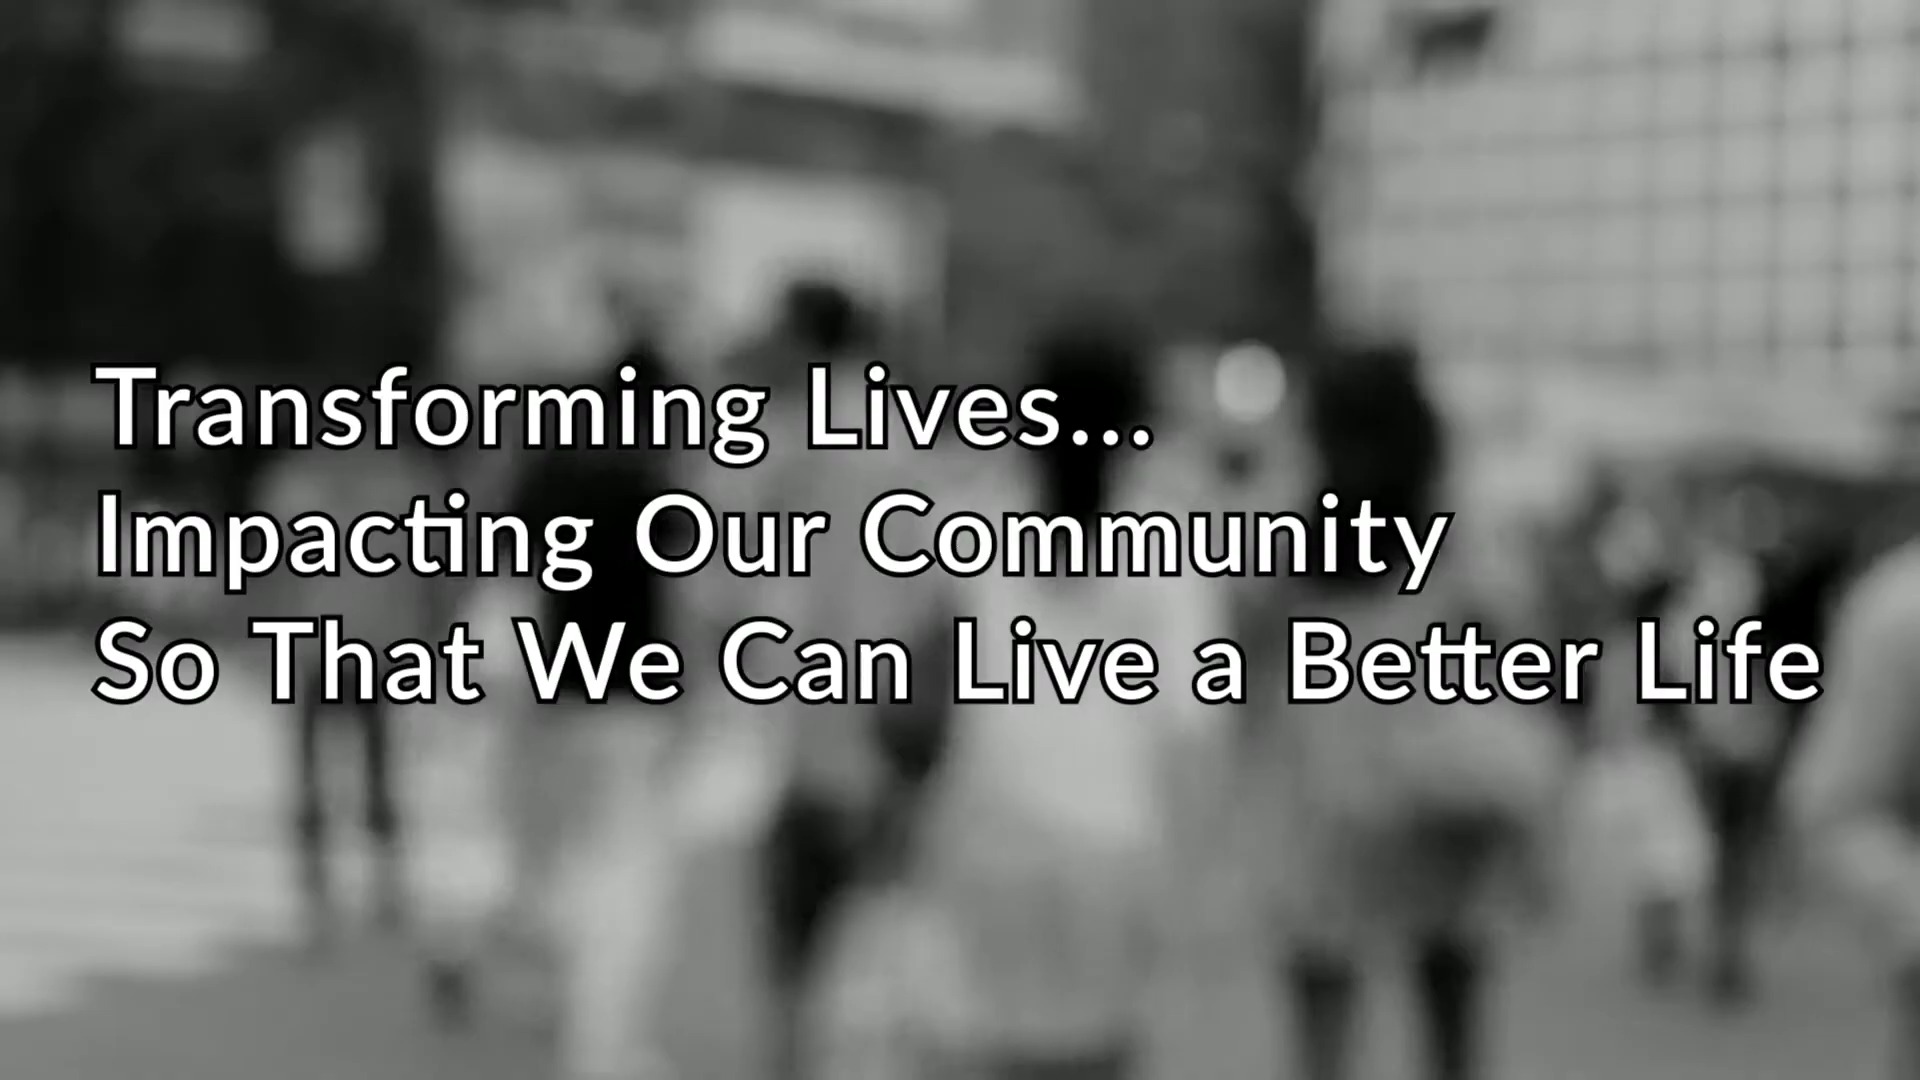 Transforming Lives...
Impacting Our Community
So That We Can Live a Better Life